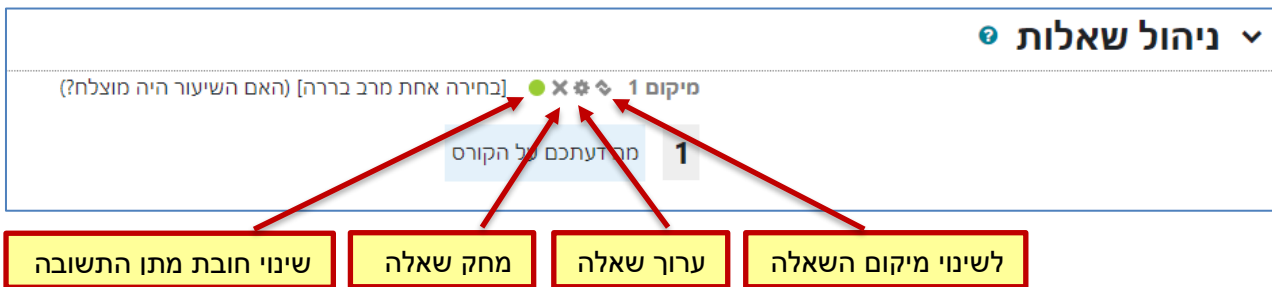 ניהול שאלות
מיקום 1 [בחירה אחת מרב בררה] (האם השיעור היה מוצלח?)
1 מה דעתכם על הקורס
לשינוי מיקום השאלה
ערוך שאלה
מחק שאלה
שינוי חובת מתן התשובה